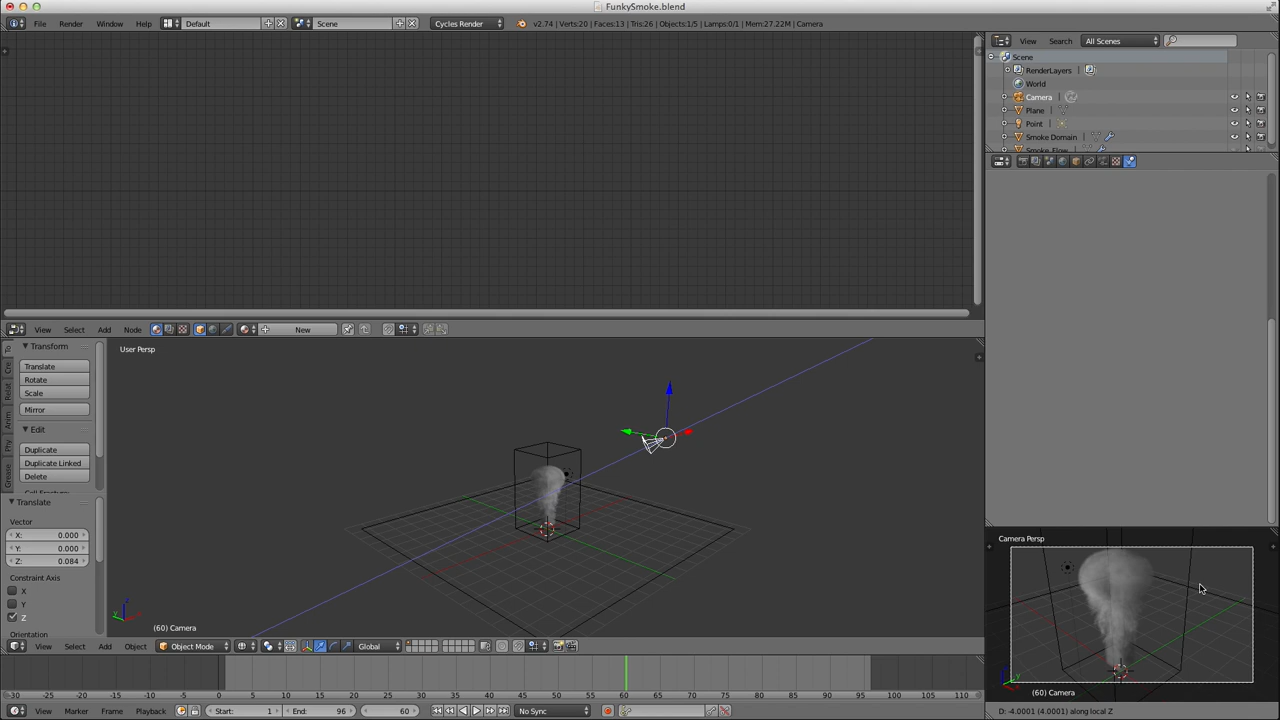 FunkySmoke.blend
File Render Window Help Default Scene Cycles Render v2.74 | Verts:20 | Faces:13 | Tris:26 | Objects:1/5 | Lamps:0/1 | Mem:27.22M | Camera
View Search All Scenes
Scene
RenderLayers
World
Camera
Plane
Point
Smoke Domain
Smoke Flow
View Select Add Node New
Transform
Translate
Rotate
Scale
Mirror
Edit
Duplicate
Duplicate Linked
Delete
Translate
Vector
X: 0.000
Y: 0.000
Z: 0.084
Constraint Axis
X
Y
Z
Orientation
User Persp
(60) Camera
Camera Persp
(60) Camera
View Select Add Object Object Mode Global
-30 -25 -20 -15 -10 -5 0 5 10 15 20 25 30 35 40 45 50 55 60 65 70 75 80 85 90 95 100 105 110
View Marker Frame Playback Start: 1 End: 96 60 No Sync
D: -4.0001 (4.0001) along local Z